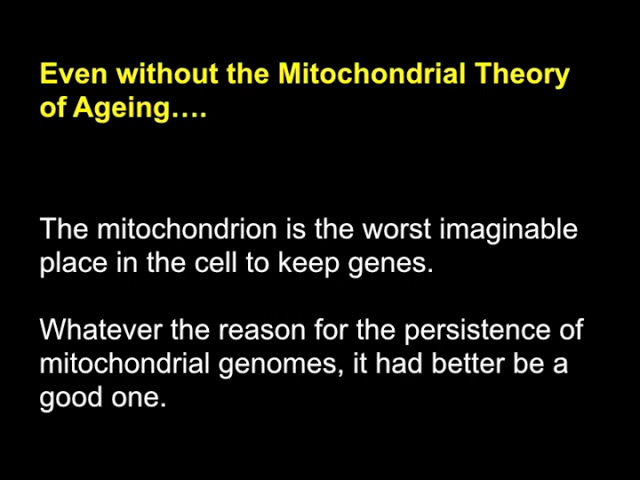 Even without the Mitochondrial Theory
of Ageing….
The mitochondrion is the worst imaginable
place in the cell to keep genes.
Whatever the reason for the persistence of
mitochondrial genomes, it had better be a
good one.